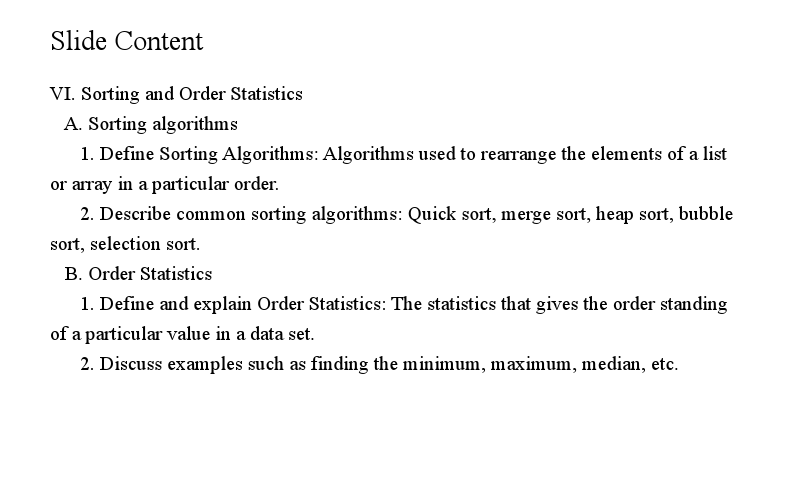 Slide Content
VI. Sorting and Order Statistics
A. Sorting algorithms
1. Define Sorting Algorithms: Algorithms used to rearrange the elements of a list
or array in a particular order.
2. Describe common sorting algorithms: Quick sort, merge sort, heap sort, bubble
sort, selection sort.
B. Order Statistics
1. Define and explain Order Statistics: The statistics that gives the order standing
of a particular value in a data set.
2. Discuss examples such as finding the minimum, maximum, median, etc.